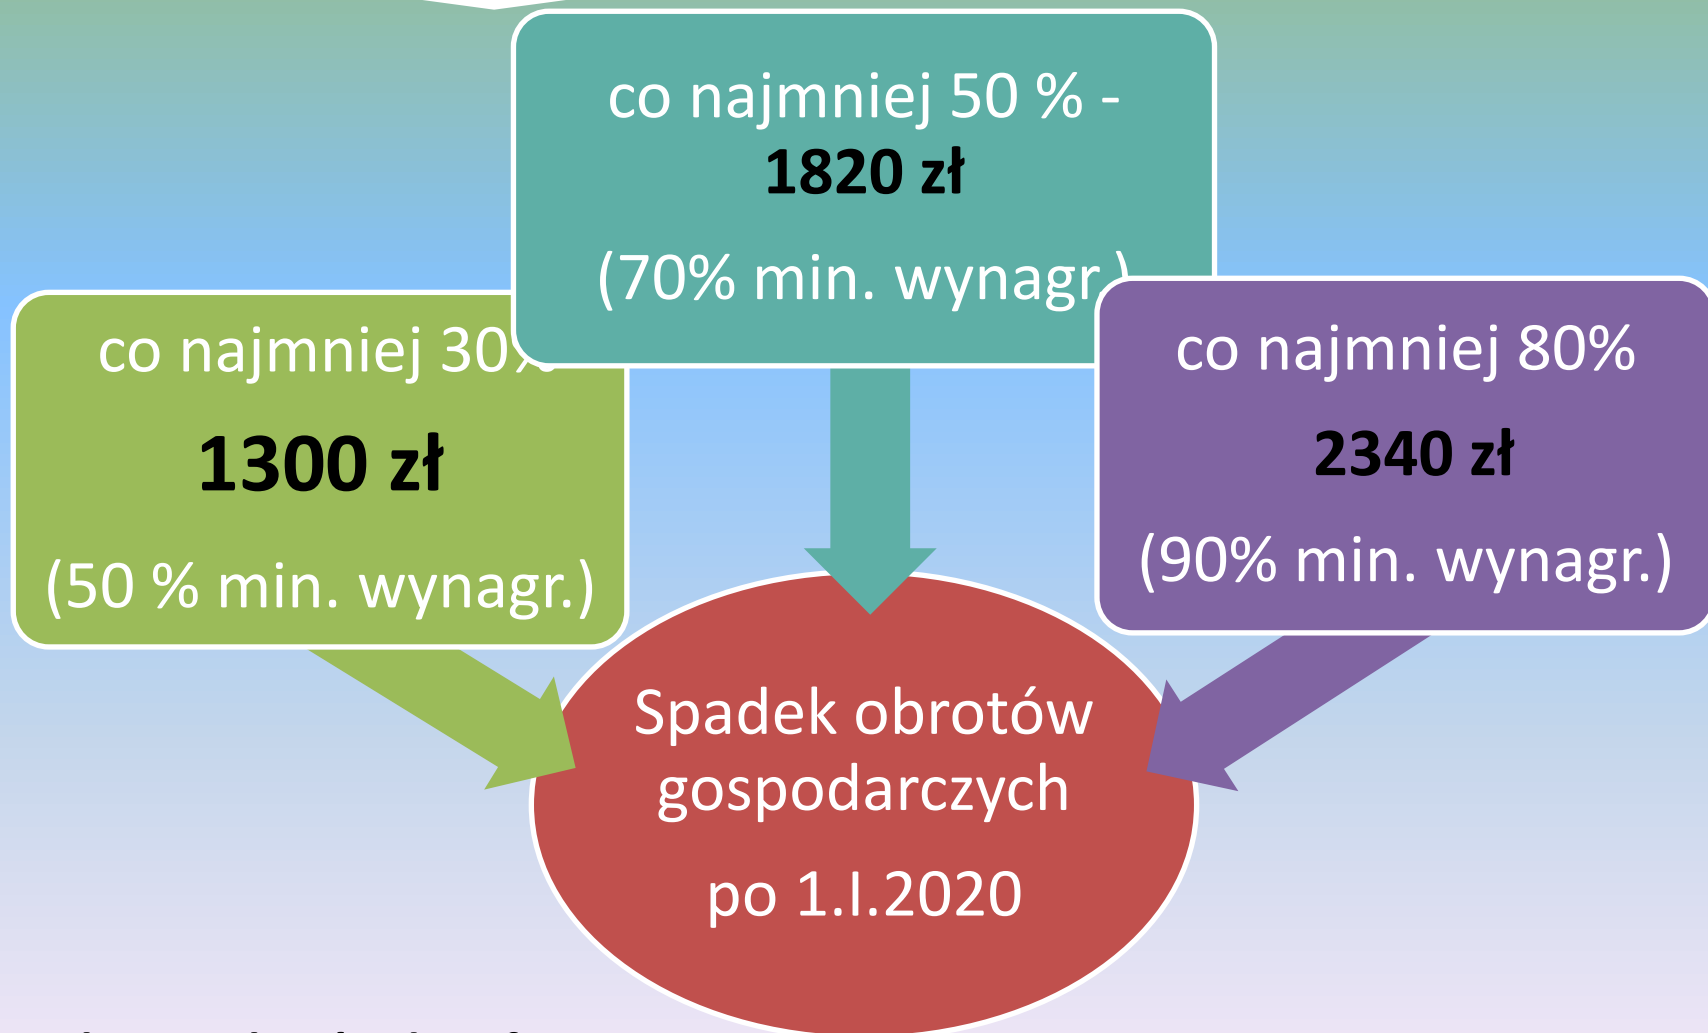 co najmniej 50 % -
1820 zł
(70% min. wynagr.)
co najmniej 30%
1300 zł
(50 % min. wynagr.)
co najmniej 80%
2340 zł
(90% min. wynagr.)
Spadek obrotów
gospodarczych
po 1.I.2020